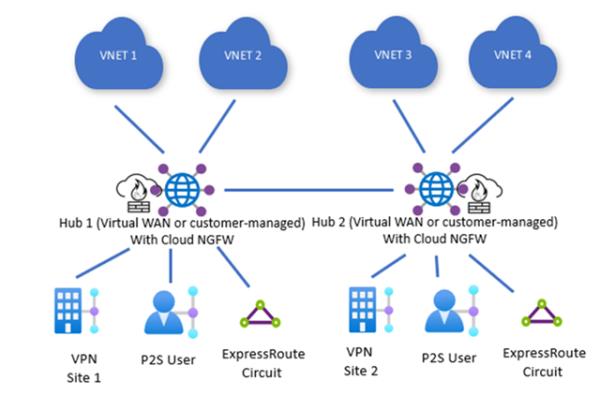 VNET 1
VNET 2
VNET 3
VNET 4
Hub 1 (Virtual WAN or customer-managed)
With Cloud NGFW
Hub 2 (Virtual WAN or customer-managed)
With Cloud NGFW
VPN
Site 1
P2S User
ExpressRoute
Circuit
VPN
Site 2
P2S User
ExpressRoute
Circuit